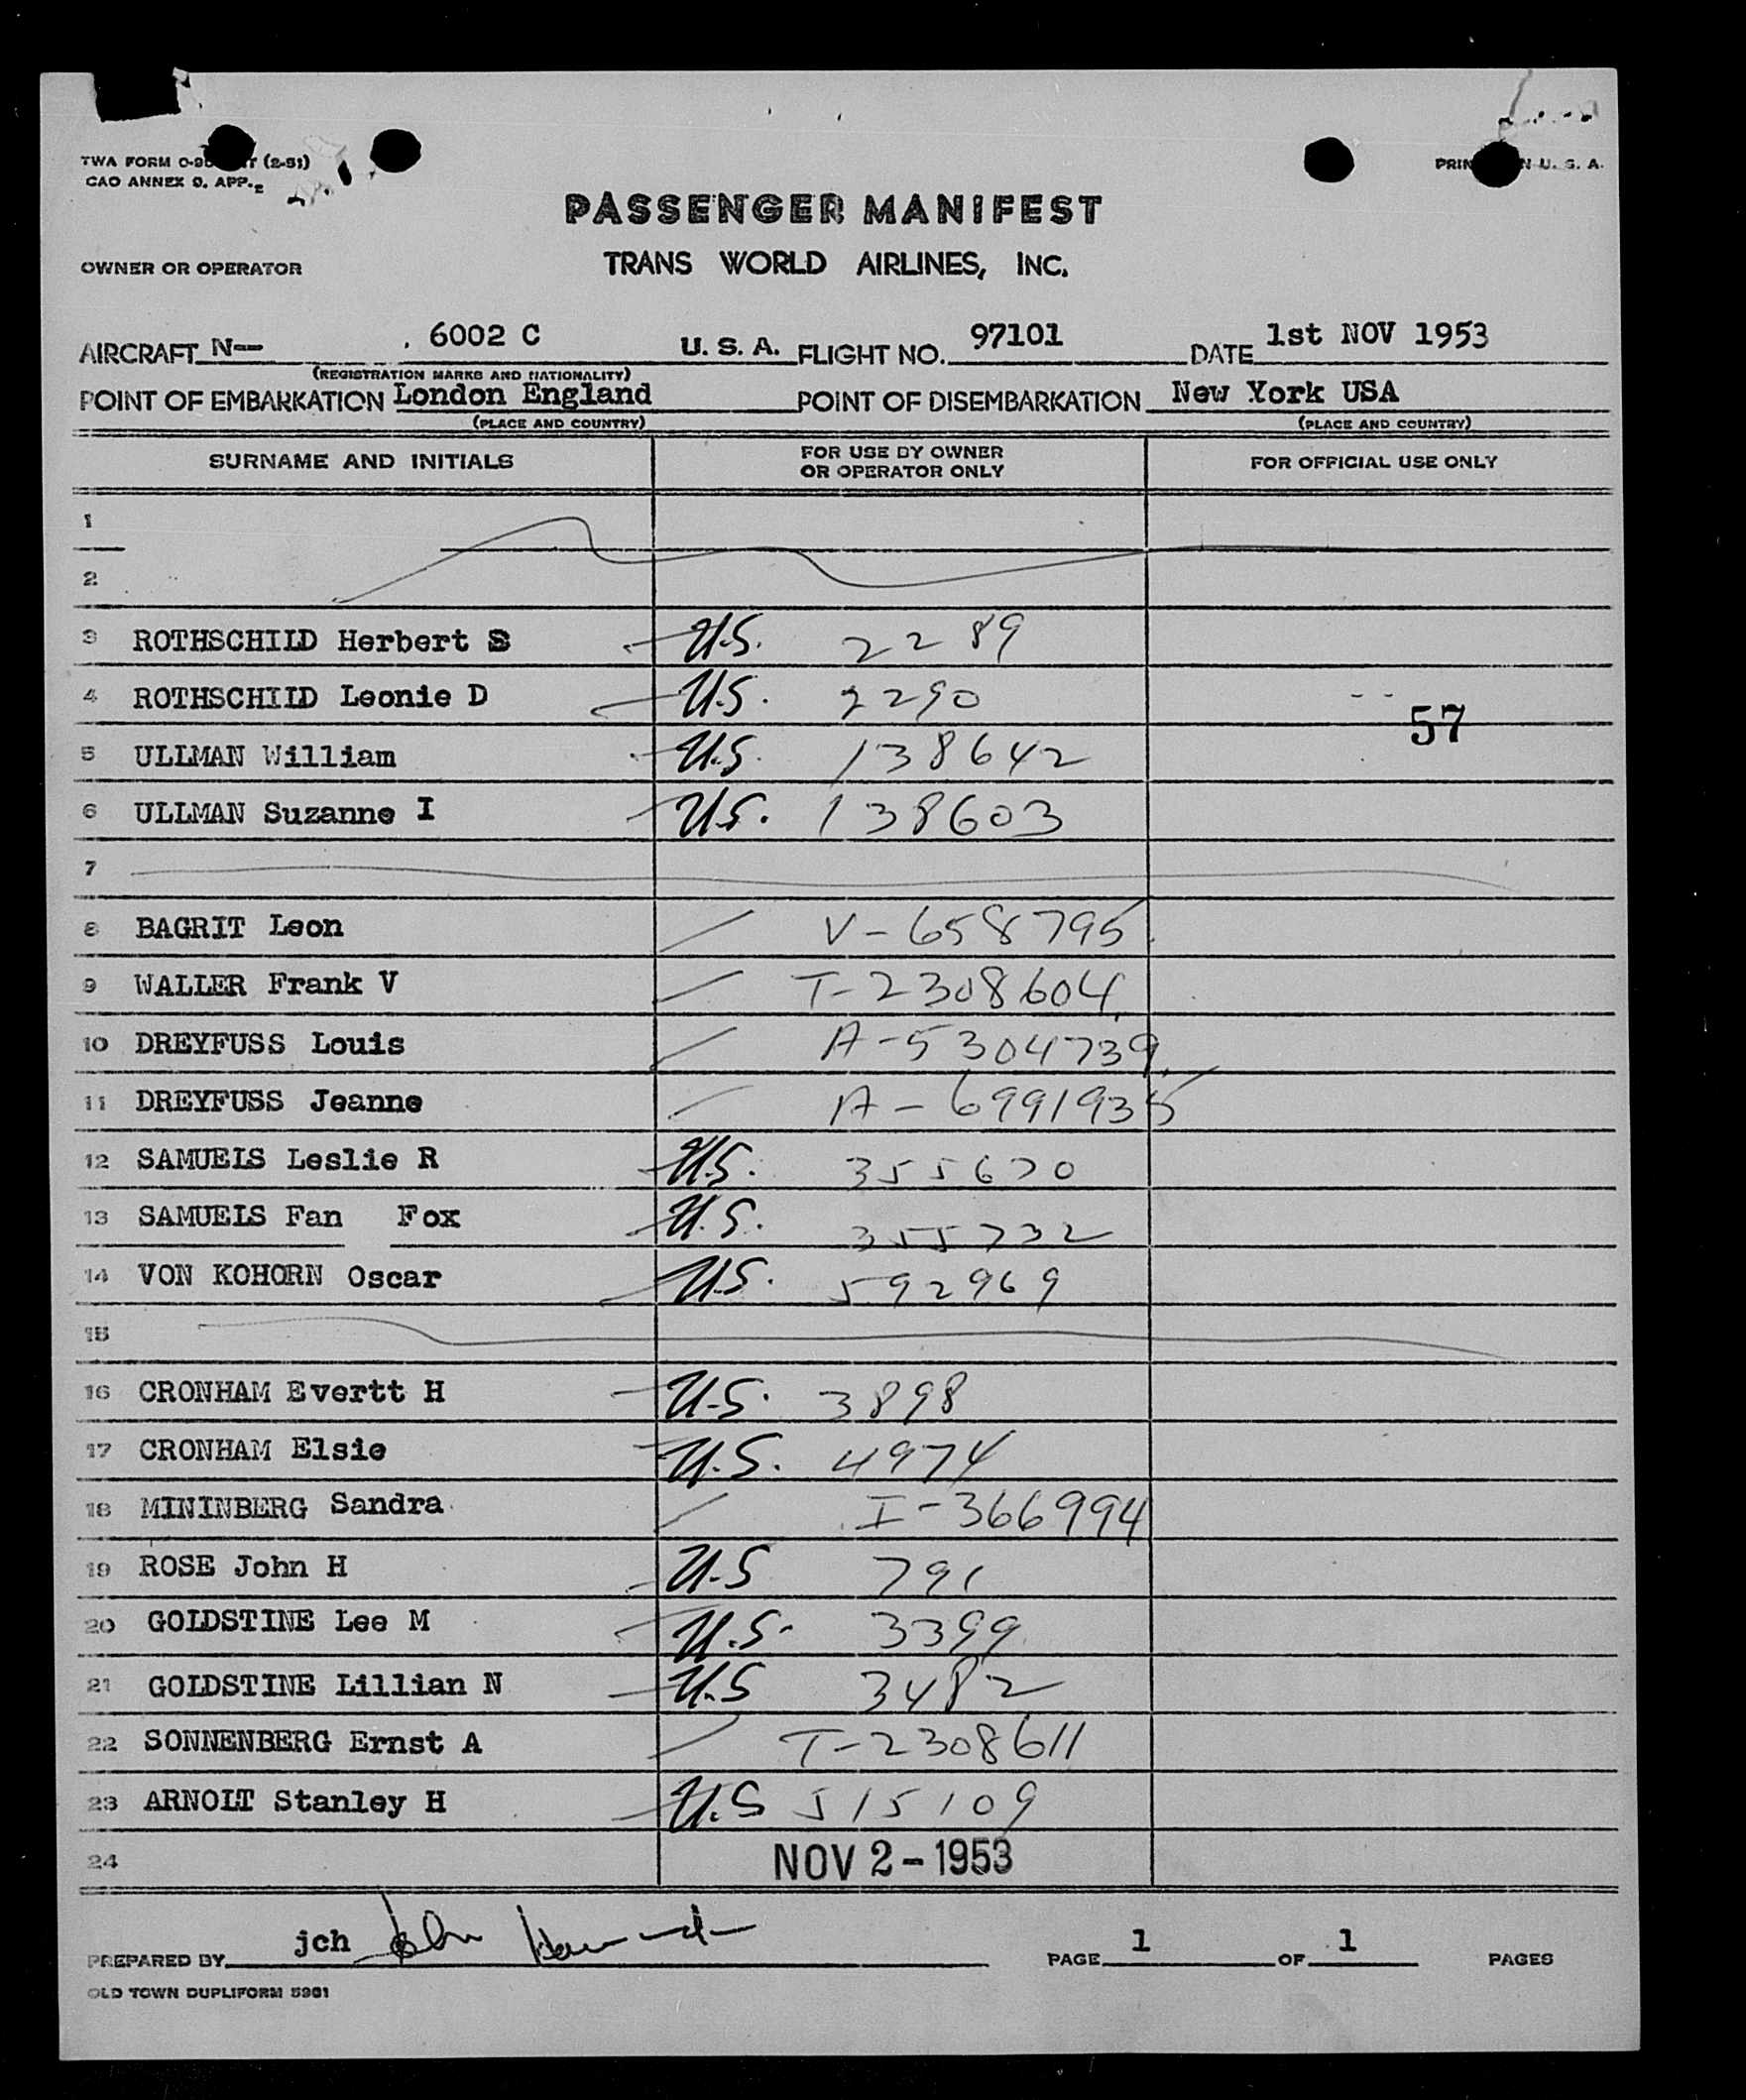 TWA FORM (2-51)
CAO ANNEX 9. APP. 2
PRIN N U. S. A.
PASSENGER MANIFEST
OWNER OR OPERATOR TRANS WORLD AIRLINES, INC.
AIRCRAFT N-- 6002 C U. S. A. FLIGHT NO. 97101 DATE 1st NOV 1953
(REGISTRATION MARKS AND NATIONALITY)
POINT OF EMBARKATION London England POINT OF DISEMBARKATION New York USA
(PLACE AND COUNTRY) (PLACE AND COUNTRY)
SURNAME AND INITIALS FOR USE BY OWNER OR OPERATOR ONLY FOR OFFICIAL USE ONLY
1
2
3 ROTHSCHILD Herbert S U.S. 2289
4 ROTHSCHILD Leonie D U.S. 2290
57
5 ULLMAN William U.S. 138642
6 ULLMAN Suzanne I U.S. 138603
7
8 BAGRIT Leon V-658795
9 WALLER Frank V T-2308604
10 DREYFUSS Louis A-5304739
11 DREYFUSS Jeanne A-6991935
12 SAMUELS Leslie R U.S. 355670
13 SAMUELS Fan Fox U.S. 355732
14 VON KOHORN Oscar U.S. 592969
15
16 CRONHAM Evertt H U.S. 3898
17 CRONHAM Elsie U.S. 4974
18 MININBERG Sandra I-366994
19 ROSE John H U.S 791
20 GOLDSTINE Lee M U.S. 3399
21 GOLDSTINE Lillian N U.S 3482
22 SONNENBERG Ernst A T-2308611
23 ARNOLT Stanley H U.S 515109
24 NOV 2-1953
PREPARED BY jch John PAGE 1 OF 1 PAGES
OLD TOWN DUPLIFORM 5961